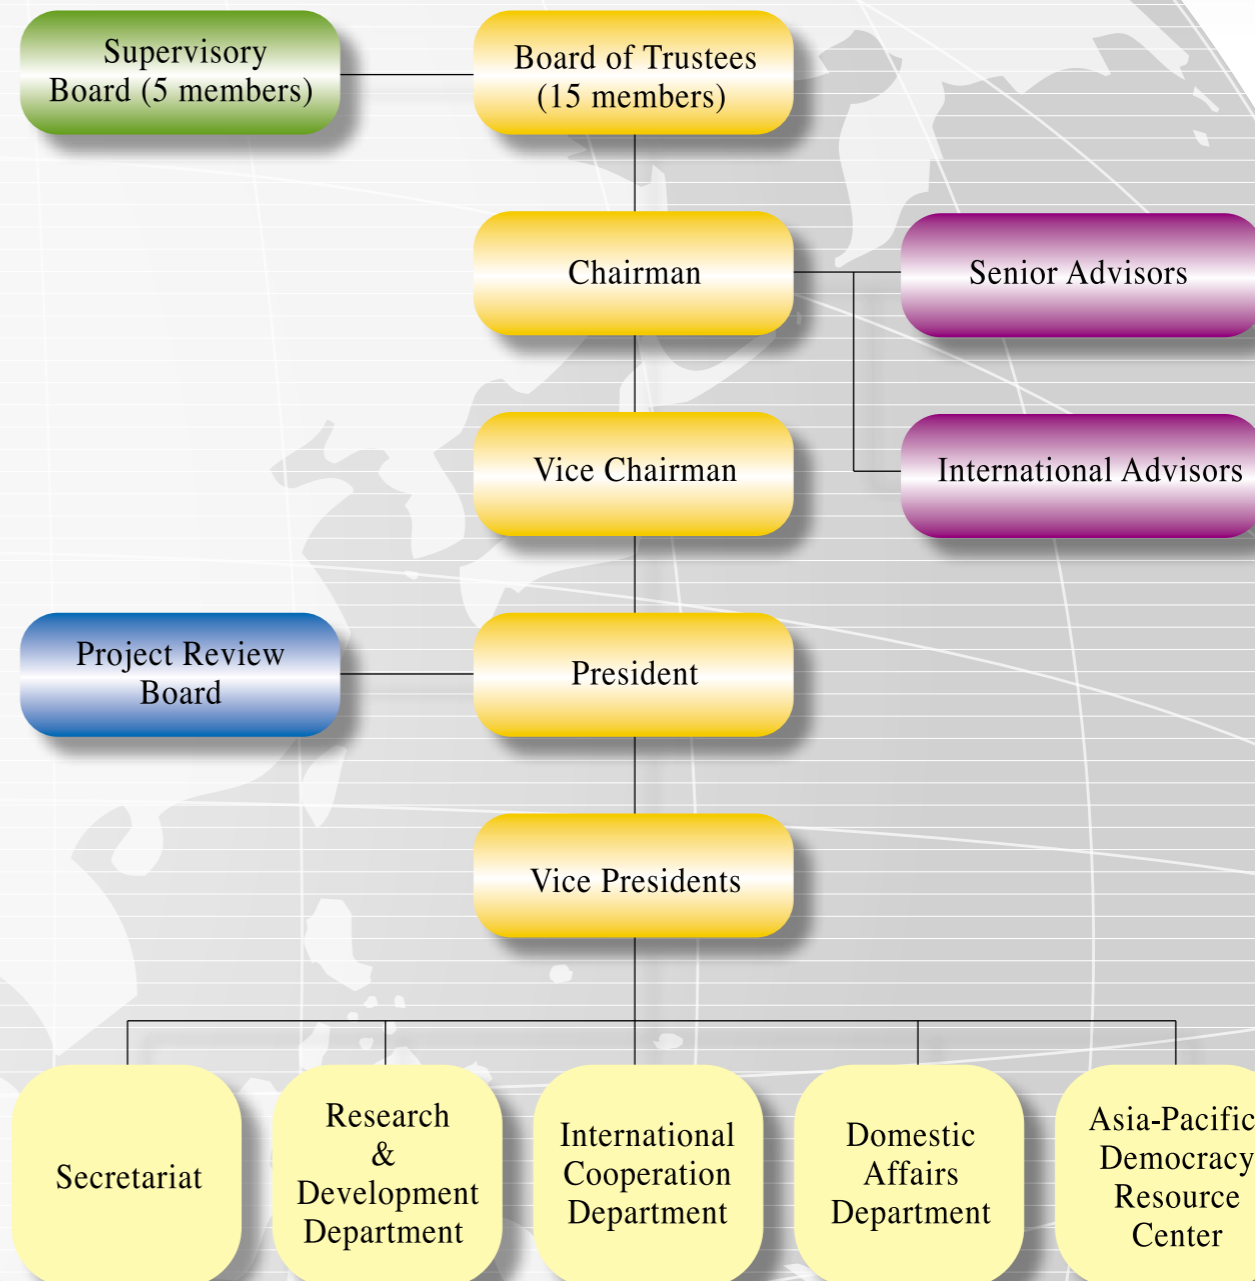 Supervisory
Board (5 members)
Board of Trustees
(15 members)
Chairman
Senior Advisors
Vice Chairman
International Advisors
Project Review
Board
President
Vice Presidents
Secretariat
Research
&
Development
Department
International
Cooperation
Department
Domestic
Affairs
Department
Asia-Pacific
Democracy
Resource
Center